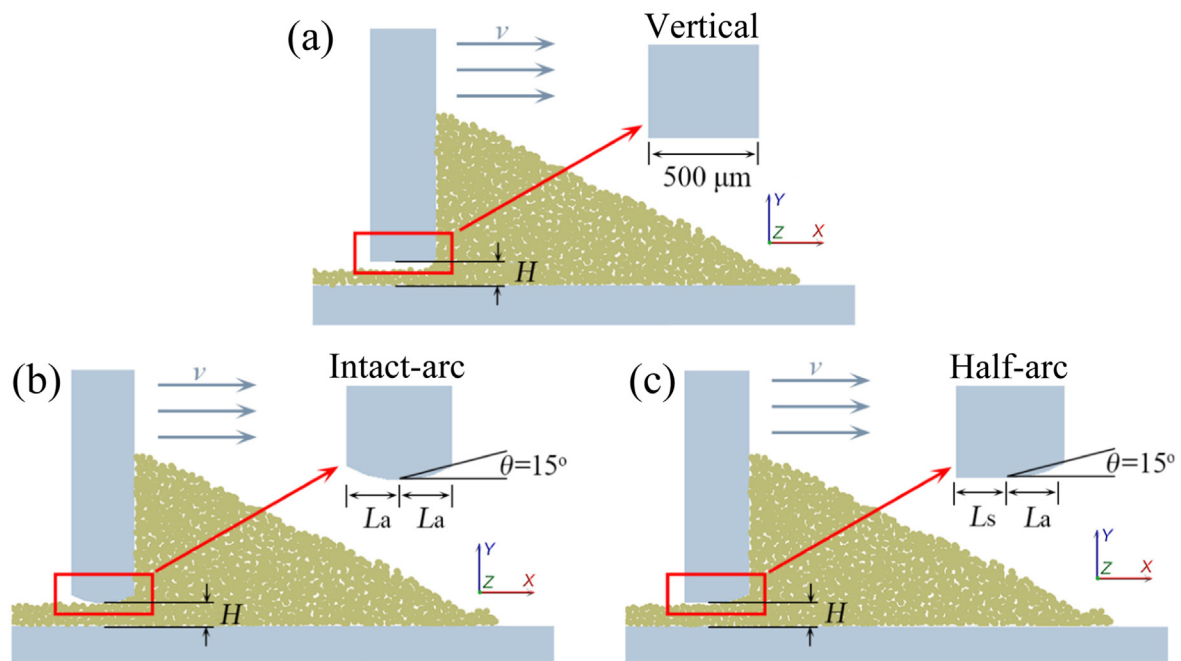 (a)
v
Vertical
500 μm
H
Y
Z
X
(b)
v
Intact-arc
θ=15°
La
La
H
Y
Z
X
(c)
v
Half-arc
θ=15°
Ls
La
H
Y
Z
X